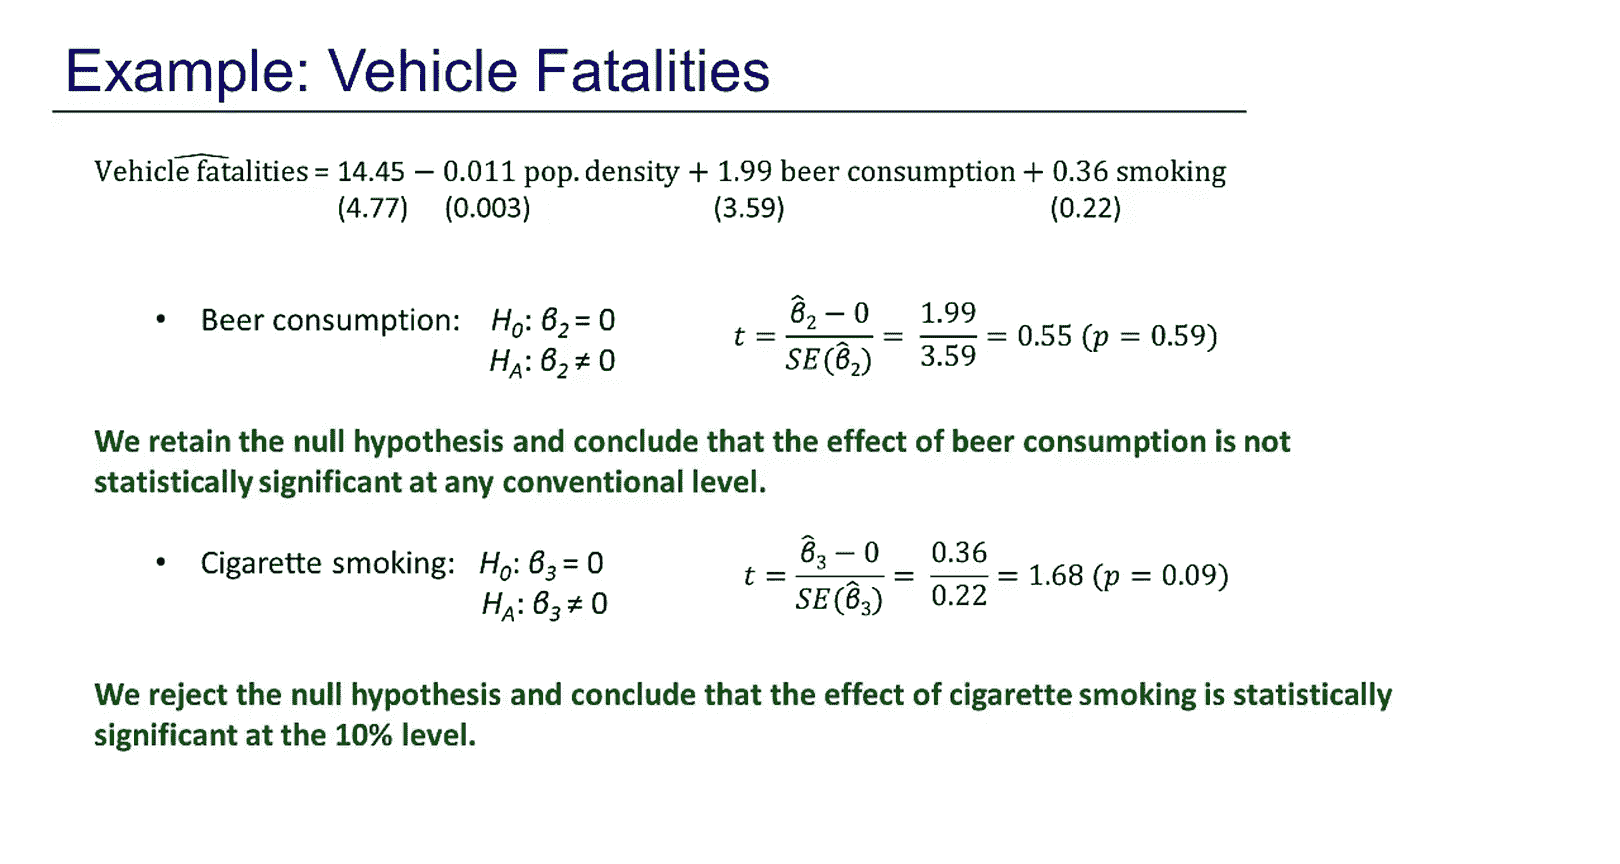 Example: Vehicle Fatalities
Vehicle fatalities = 14.45 − 0.011 pop. density + 1.99 beer consumption + 0.36 smoking
(4.77) (0.003) (3.59) (0.22)
• Beer consumption: H₀: β₂ = 0
t = (β̂₂ − 0) / SE(β̂₂) = 1.99 / 3.59 = 0.55 (p = 0.59)
H_A: β₂ ≠ 0
We retain the null hypothesis and conclude that the effect of beer consumption is not
statistically significant at any conventional level.
• Cigarette smoking: H₀: β₃ = 0
t = (β̂₃ − 0) / SE(β̂₃) = 0.36 / 0.22 = 1.68 (p = 0.09)
H_A: β₃ ≠ 0
We reject the null hypothesis and conclude that the effect of cigarette smoking is statistically
significant at the 10% level.